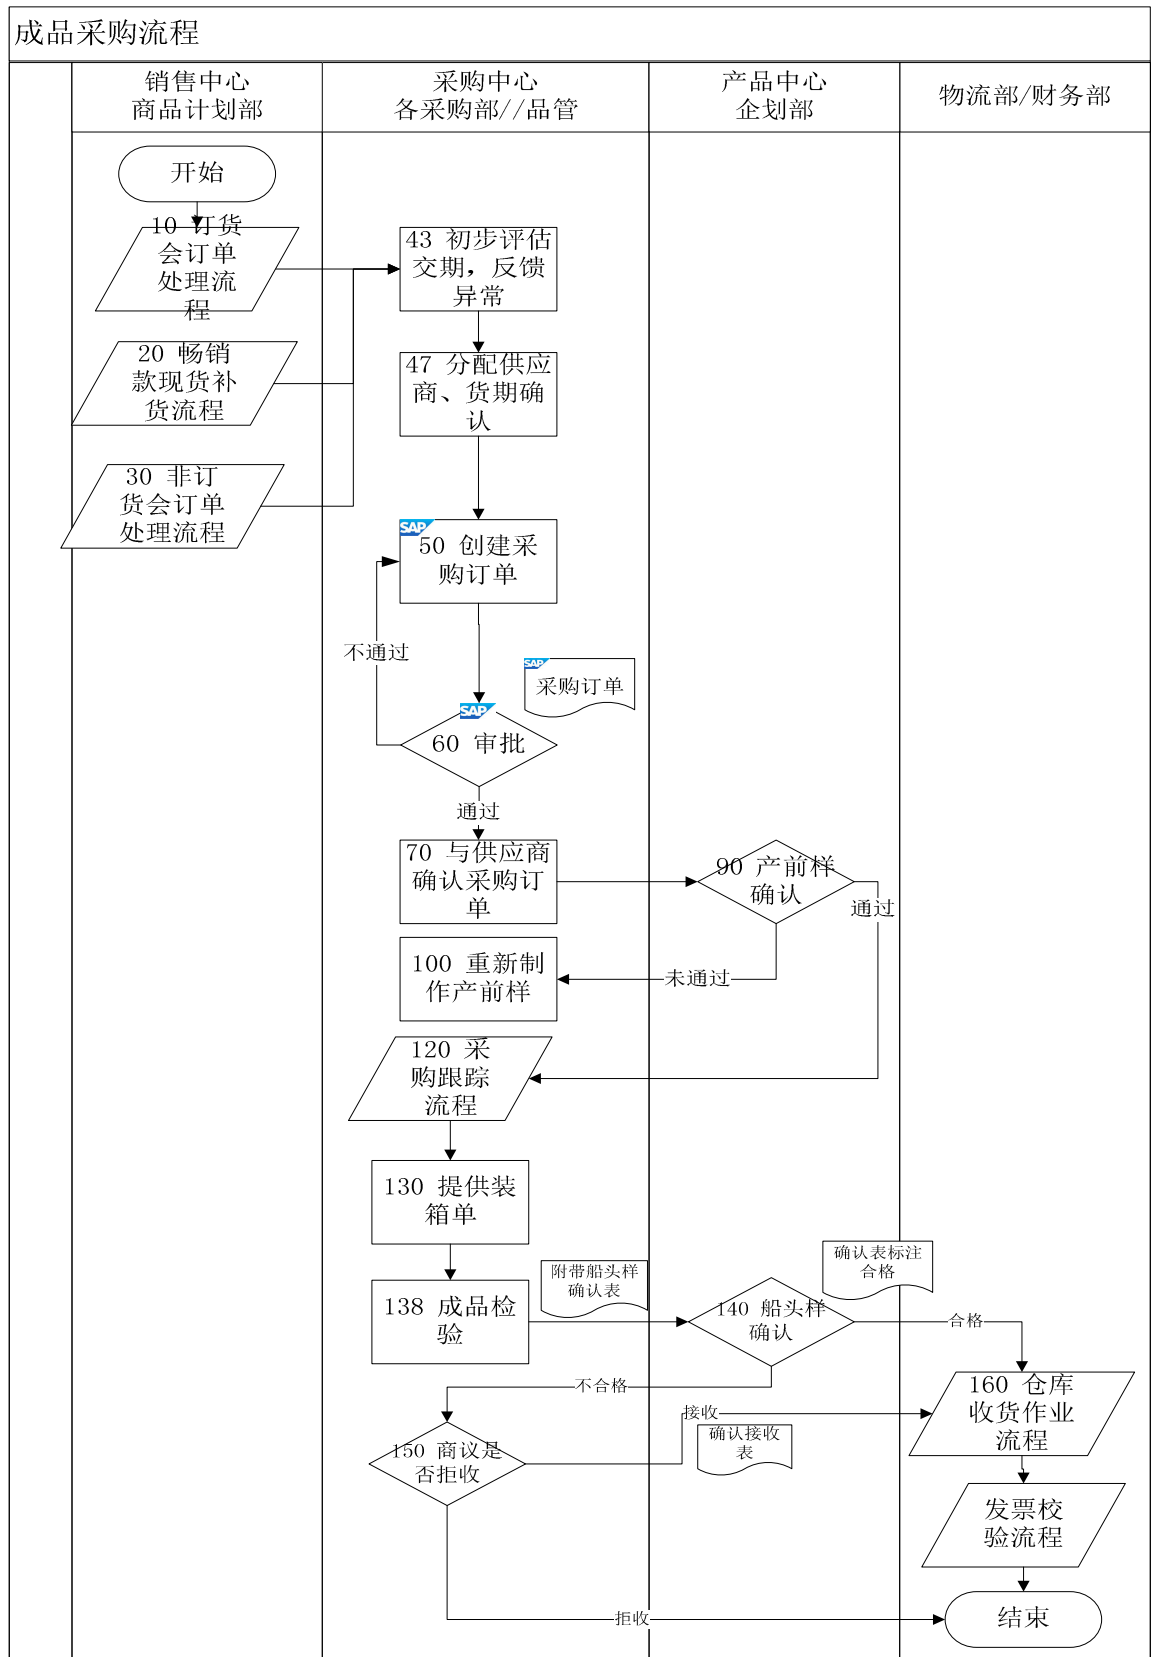 成品采购流程
销售中心
商品计划部
采购中心
各采购部//品管
产品中心
企划部
物流部/财务部
开始
10 订货
会订单
处理流
程
43 初步评估
交期，反馈
异常
20 畅销
款现货补
货流程
47 分配供应
商、货期确
认
30 非订
货会订单
处理流程
SAP
50 创建采
购订单
不通过
SAP
采购订单
SAP
60 审批
通过
70 与供应商
确认采购订
单
90 产前样
确认
通过
100 重新制
作产前样
未通过
120 采
购跟踪
流程
130 提供装
箱单
138 成品检
验
附带船头样
确认表
140 船头样
确认
确认表标注
合格
合格
不合格
160 仓库
收货作业
流程
接收
确认接收
表
150 商议是
否拒收
发票校
验流程
拒收
结束